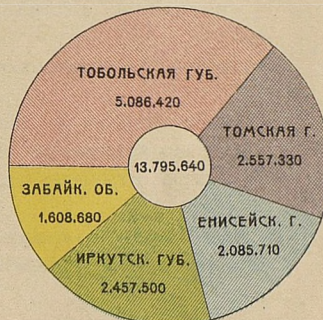 ТОБОЛЬСКАЯ ГУБ.
5.086.420
ТОМСКАЯ Г.
2.557.330
13.795.640
ЗАБАЙК. ОБ.
1.608.680
ЕНИСЕЙСК. Г.
2.085.710
ИРКУТСК. ГУБ.
2.457.500